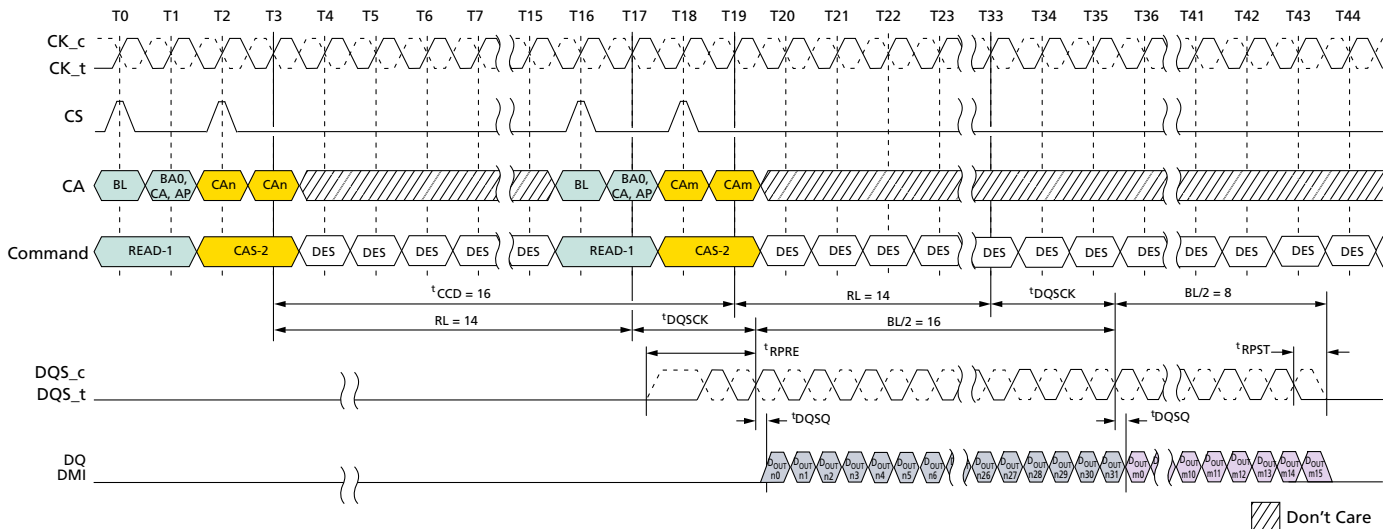 T0 T1 T2 T3 T4 T5 T6 T7 T15 T16 T17 T18 T19 T20 T21 T22 T23 T33 T34 T35 T36 T41 T42 T43 T44
CK_c
CK_t
CS
CA BL BA0, CA, AP CAn CAn BL BA0, CA, AP CAm CAm
Command READ-1 CAS-2 DES DES DES DES DES READ-1 CAS-2 DES DES DES DES DES DES DES DES DES DES DES DES
tCCD = 16 RL = 14 tDQSCK BL/2 = 8
RL = 14 tDQSCK BL/2 = 16
tRPRE tRPST
DQS_c
DQS_t
tDQSQ tDQSQ
DQ
DMI
DOUT n0 DOUT n1 DOUT n2 DOUT n3 DOUT n4 DOUT n5 DOUT n6 DOUT n26 DOUT n27 DOUT n28 DOUT n29 DOUT n30 DOUT n31 DOUT m0 D DOUT m10 DOUT m11 DOUT m12 DOUT m13 DOUT m14 DOUT m15
Don't Care